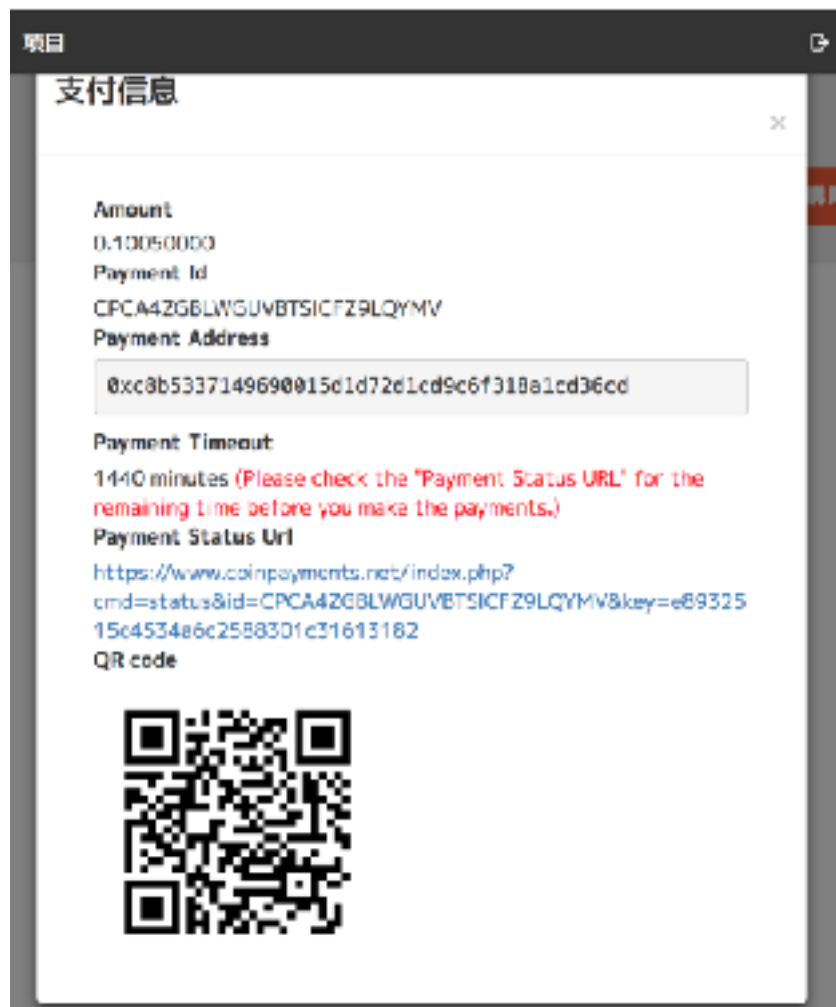 项目
支付信息
×
Amount
0.10050000
Payment Id
CPCA4ZGBLWGUVBTSICFZ9LQYMV
Payment Address
0xc8b5337149690015d1d72d1cd9c6f318a1cd36cd
Payment Timeout
1440 minutes (Please check the "Payment Status URL" for the
remaining time before you make the payments.)
Payment Status Url
https://www.coinpayments.net/index.php?
cmd=status&id=CPCA4ZGBLWGUVBTSICFZ9LQYMV&key=e89325
15c4534a6c2588301c31613182
QR code